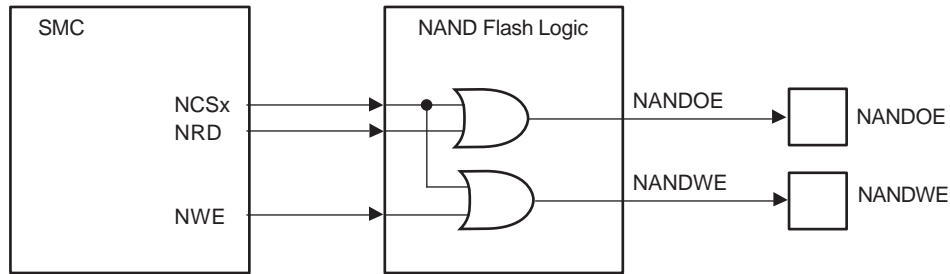 SMC
NAND Flash Logic
NCSx
NRD
NWE
NANDOE
NANDOE
NANDWE
NANDWE